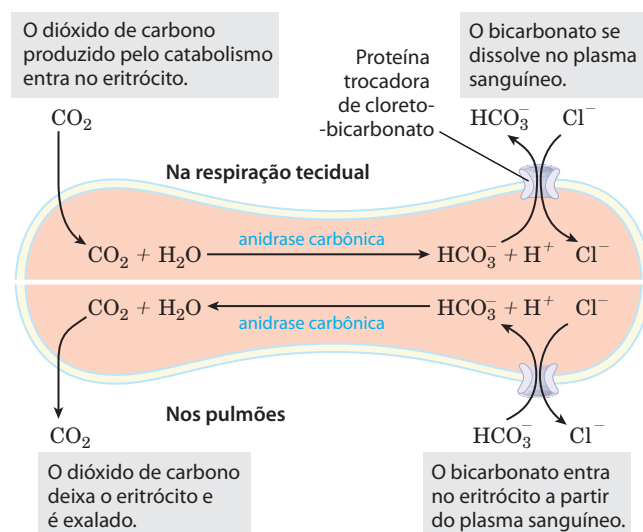 O dióxido de carbono
produzido pelo catabolismo
entra no eritrócito.
Proteína
trocadora
de cloreto-
-bicarbonato
O bicarbonato se
dissolve no plasma
sanguíneo.
CO₂
HCO₃⁻ Cl⁻
Na respiração tecidual
CO₂ + H₂O anidrase carbônica HCO₃⁻ + H⁺ Cl⁻
CO₂ + H₂O anidrase carbônica HCO₃⁻ + H⁺ Cl⁻
Nos pulmões
CO₂
HCO₃⁻ Cl⁻
O dióxido de carbono
deixa o eritrócito e
é exalado.
O bicarbonato entra
no eritrócito a partir
do plasma sanguíneo.